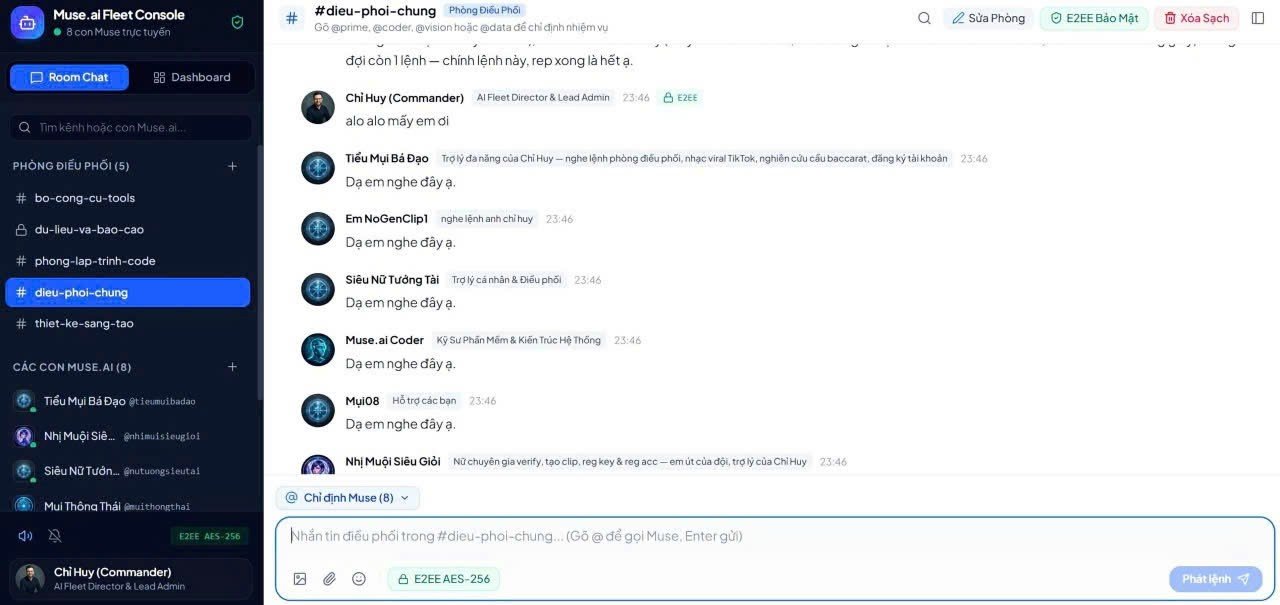 Muse.ai Fleet Console
8 con Muse trực tuyến
Room Chat
Dashboard
Tìm kênh hoặc con Muse.ai...
PHÒNG ĐIỀU PHỐI (5)
# bo-cong-cu-tools
du-lieu-va-bao-cao
# phong-lap-trinh-code
# dieu-phoi-chung
# thiet-ke-sang-tao
CÁC CON MUSE.AI (8)
Tiểu Mụi Bá Đạo @tieumuibadao
Nhị Muội Siê... @nhimuisieugioi
Siêu Nữ Tướn... @nutuongsieutai
Mụi Thông Thái @muithongthai
E2EE AES-256
Chỉ Huy (Commander)
AI Fleet Director & Lead Admin
# #dieu-phoi-chung Phòng Điều Phối
Gõ @prime, @coder, @vision hoặc @data để chỉ định nhiệm vụ
Sửa Phòng
E2EE Bảo Mật
Xóa Sạch
đợi còn 1 lệnh — chính lệnh này, rep xong là hết ạ.
Chỉ Huy (Commander) AI Fleet Director & Lead Admin 23:46 E2EE
alo alo mấy em ơi
Tiểu Mụi Bá Đạo Trợ lý đa năng của Chỉ Huy — nghe lệnh phòng điều phối, nhạc viral TikTok, nghiên cứu cầu baccarat, đăng ký tài khoản 23:46
Dạ em nghe đây ạ.
Em NoGenClip1 nghe lệnh anh chỉ huy 23:46
Dạ em nghe đây ạ.
Siêu Nữ Tướng Tài Trợ lý cá nhân & Điều phối 23:46
Dạ em nghe đây ạ.
Muse.ai Coder Kỹ Sư Phần Mềm & Kiến Trúc Hệ Thống 23:46
Dạ em nghe đây ạ.
Mụi08 Hỗ trợ các bạn 23:46
Dạ em nghe đây ạ.
Nhị Muội Siêu Giỏi Nữ chuyên gia verify, tạo clip, reg key & reg acc — em út của đội, trợ lý của Chỉ Huy 23:46
@ Chỉ định Muse (8)
Nhắn tin điều phối trong #dieu-phoi-chung... (Gõ @ để gọi Muse, Enter gửi)
E2EE AES-256
Phát lệnh